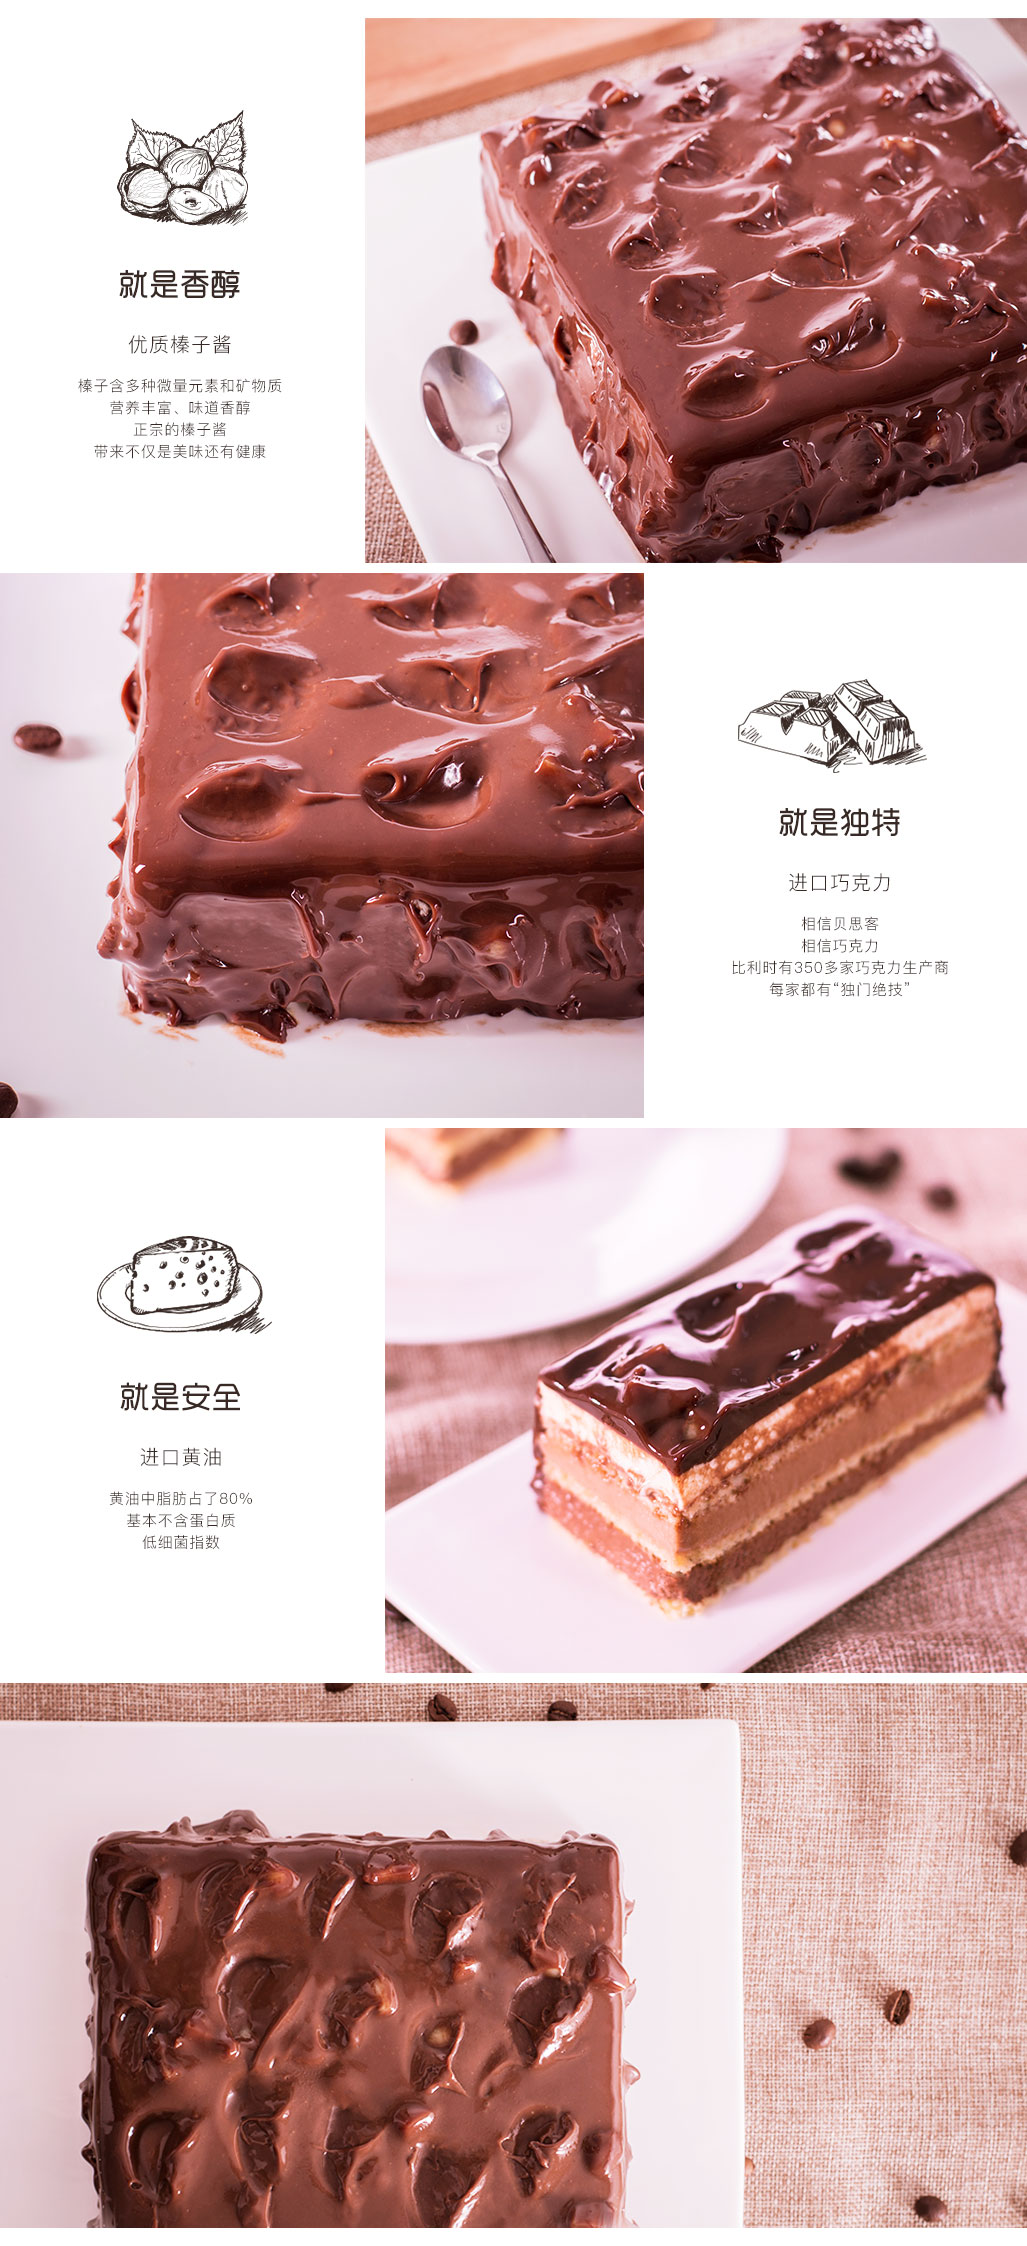 就是香醇
优质榛子酱
榛子含多种微量元素和矿物质
营养丰富、味道香醇
正宗的榛子酱
带来不仅是美味还有健康
就是独特
进口巧克力
相信贝思客
相信巧克力
比利时有350多家巧克力生产商
每家都有“独门绝技”
就是安全
进口黄油
黄油中脂肪占了80%
基本不含蛋白质
低细菌指数